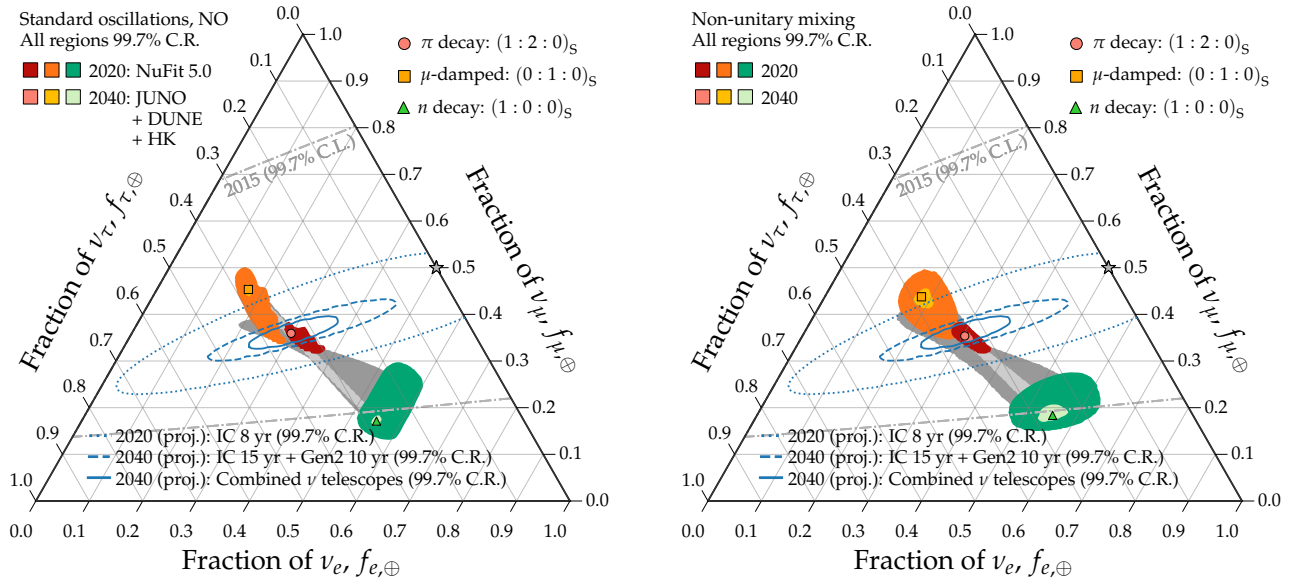 Standard oscillations, NO
All regions 99.7% C.R.
2020: NuFit 5.0
2040: JUNO
+ DUNE
+ HK
π decay: (1 : 2 : 0)S
μ-damped: (0 : 1 : 0)S
n decay: (1 : 0 : 0)S
0.0
0.1
0.2
0.3
0.4
0.5
0.6
0.7
0.8
0.9
1.0
Fraction of ντ, fτ,⊕
1.0
0.9
0.8
0.6
0.5
0.4
0.3
0.2
0.1
0.0
Fraction of νμ, fμ,⊕
2015 (99.7% C.L.)
2020 (proj.): IC 8 yr (99.7% C.R.)
2040 (proj.): IC 15 yr + Gen2 10 yr (99.7% C.R.)
2040 (proj.): Combined ν telescopes (99.7% C.R.)
0.0 0.1 0.2 0.3 0.4 0.5 0.6 0.7 0.8 0.9 1.0
Fraction of νe, fe,⊕
Non-unitary mixing
All regions 99.7% C.R.
2020
2040
π decay: (1 : 2 : 0)S
μ-damped: (0 : 1 : 0)S
n decay: (1 : 0 : 0)S
0.0
0.1
0.2
0.3
0.4
0.5
0.6
0.7
0.8
0.9
1.0
Fraction of ντ, fτ,⊕
1.0
0.9
0.8
0.6
0.5
0.4
0.3
0.2
0.1
0.0
Fraction of νμ, fμ,⊕
2015 (99.7% C.L.)
2020 (proj.): IC 8 yr (99.7% C.R.)
2040 (proj.): IC 15 yr + Gen2 10 yr (99.7% C.R.)
2040 (proj.): Combined ν telescopes (99.7% C.R.)
0.0 0.1 0.2 0.3 0.4 0.5 0.6 0.7 0.8 0.9 1.0
Fraction of νe, fe,⊕